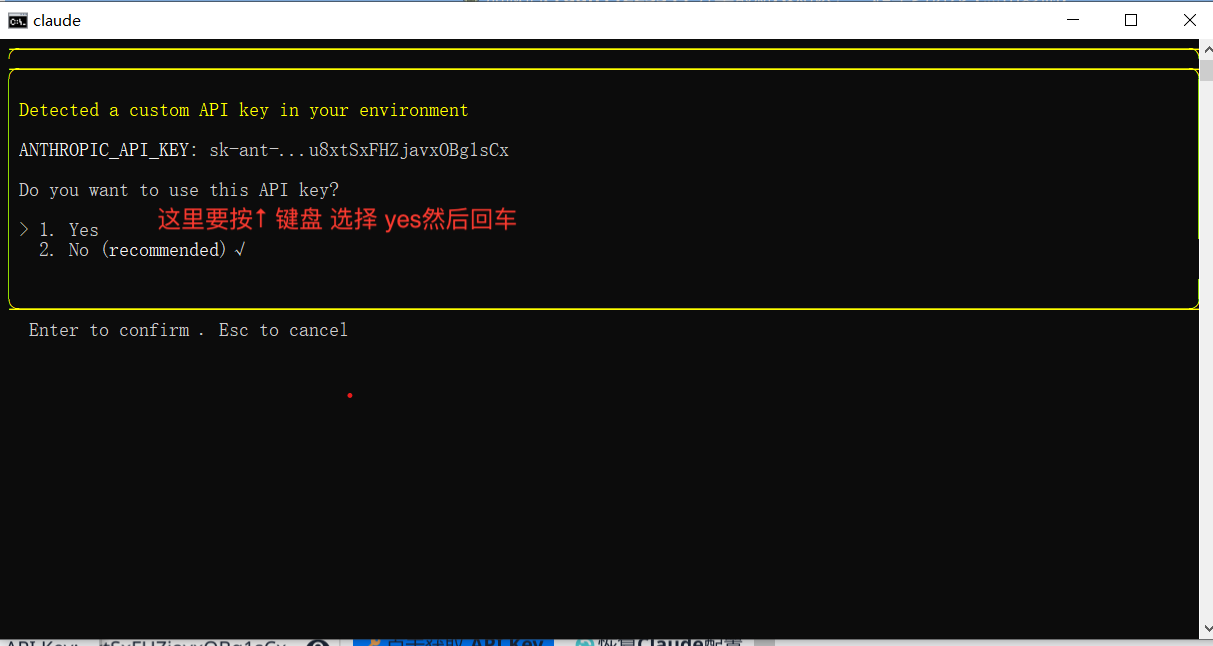 claude
Detected a custom API key in your environment
ANTHROPIC_API_KEY: sk-ant-...u8xtSxFHZjavxOBglsCx
Do you want to use this API key?
> 1. Yes
这里要按↑ 键盘 选择 yes然后回车
2. No (recommended) √
Enter to confirm . Esc to cancel